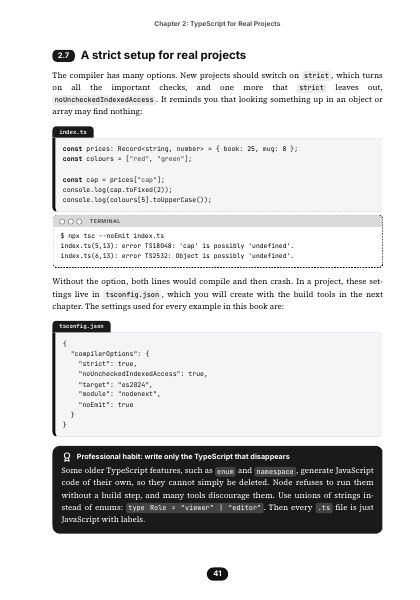 Chapter 2: TypeScript for Real Projects
2.7 A strict setup for real projects
The compiler has many options. New projects should switch on strict, which turns
on all the important checks, and one more that strict leaves out,
noUncheckedIndexedAccess. It reminds you that looking something up in an object or
array may find nothing:
index.ts
const prices: Record<string, number> = { book: 25, mug: 8 };
const colours = ["red", "green"];
const cap = prices["cap"];
console.log(cap.toFixed(2));
console.log(colours[5].toUpperCase());
TERMINAL
$ npx tsc --noEmit index.ts
index.ts(5,13): error TS18048: 'cap' is possibly 'undefined'.
index.ts(6,13): error TS2532: Object is possibly 'undefined'.
Without the option, both lines would compile and then crash. In a project, these set-
tings live in tsconfig.json, which you will create with the build tools in the next
chapter. The settings used for every example in this book are:
tsconfig.json
{
"compilerOptions": {
"strict": true,
"noUncheckedIndexedAccess": true,
"target": "es2024",
"module": "nodenext",
"noEmit": true
}
}
Professional habit: write only the TypeScript that disappears
Some older TypeScript features, such as enum and namespace, generate JavaScript
code of their own, so they cannot simply be deleted. Node refuses to run them
without a build step, and many tools discourage them. Use unions of strings in-
stead of enums: type Role = "viewer" | "editor". Then every .ts file is just
JavaScript with labels.
41